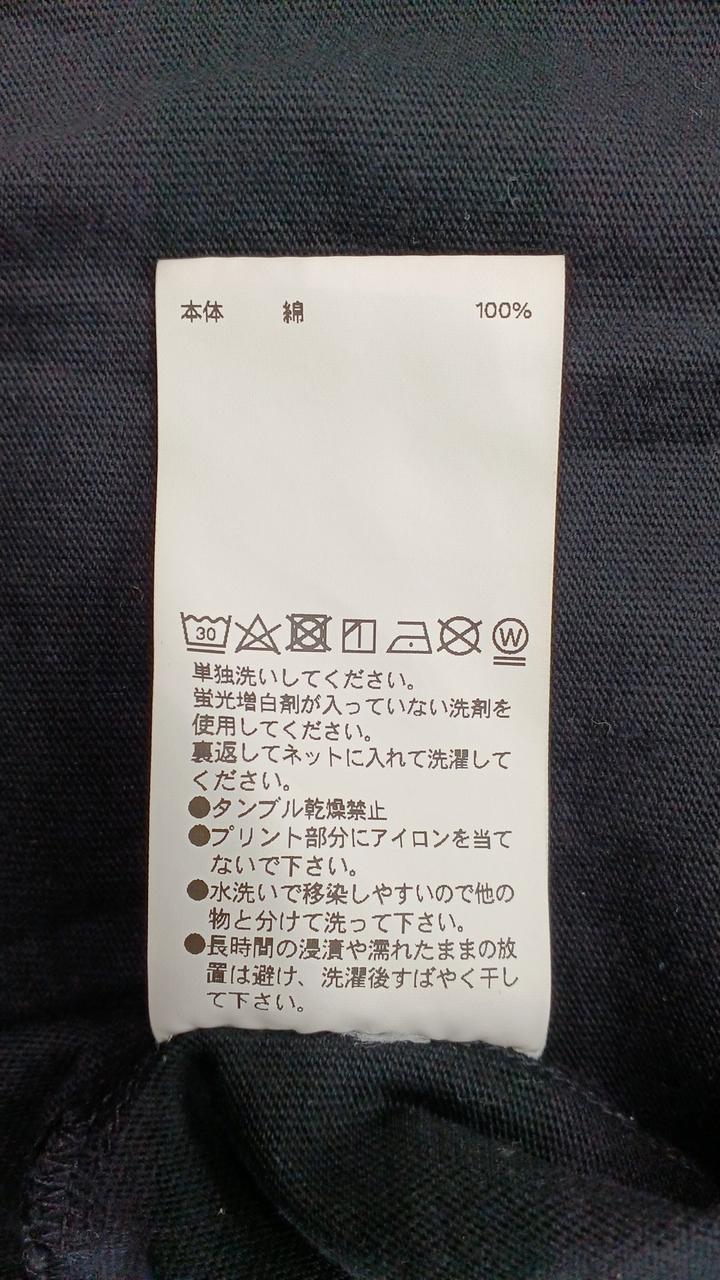 本体 綿 100%
30 W
単独洗いしてください。
蛍光増白剤が入っていない洗剤を
使用してください。
裏返してネットに入れて洗濯して
ください。
●タンブル乾燥禁止
●プリント部分にアイロンを当て
ないで下さい。
●水洗いで移染しやすいので他の
物と分けて洗って下さい。
●長時間の浸漬や濡れたままの放
置は避け、洗濯後すばやく干し
て下さい。